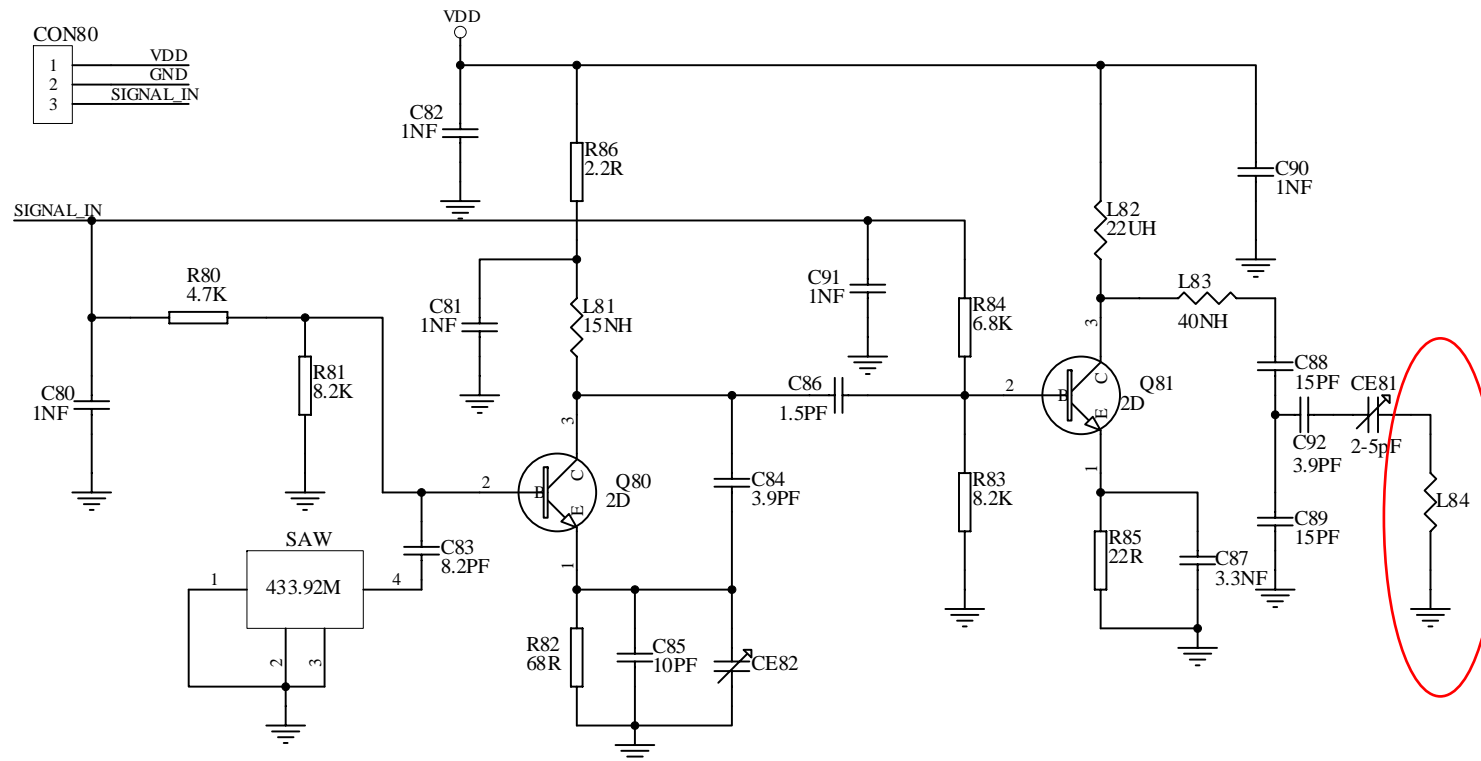 VDD
CON80
1 VDD
2 GND
3 SIGNAL_IN
C82
1NF
R86
2.2R
C90
1NF
SIGNAL_IN
L82
22UH
R80
4.7K
C81
1NF
L81
15NH
C91
1NF
R84
6.8K
L83
40NH
3
C80
1NF
R81
8.2K
C86
1.5PF
2
B
C
E
Q81
2D
C88
15PF
CE81
2-5pF
C92
3.9PF
3
2
B
C
E
Q80
2D
C84
3.9PF
R83
8.2K
1
L84
SAW
433.92M
1
4
2
3
C83
8.2PF
1
R85
22R
C87
3.3NF
C89
15PF
R82
68R
C85
10PF
CE82